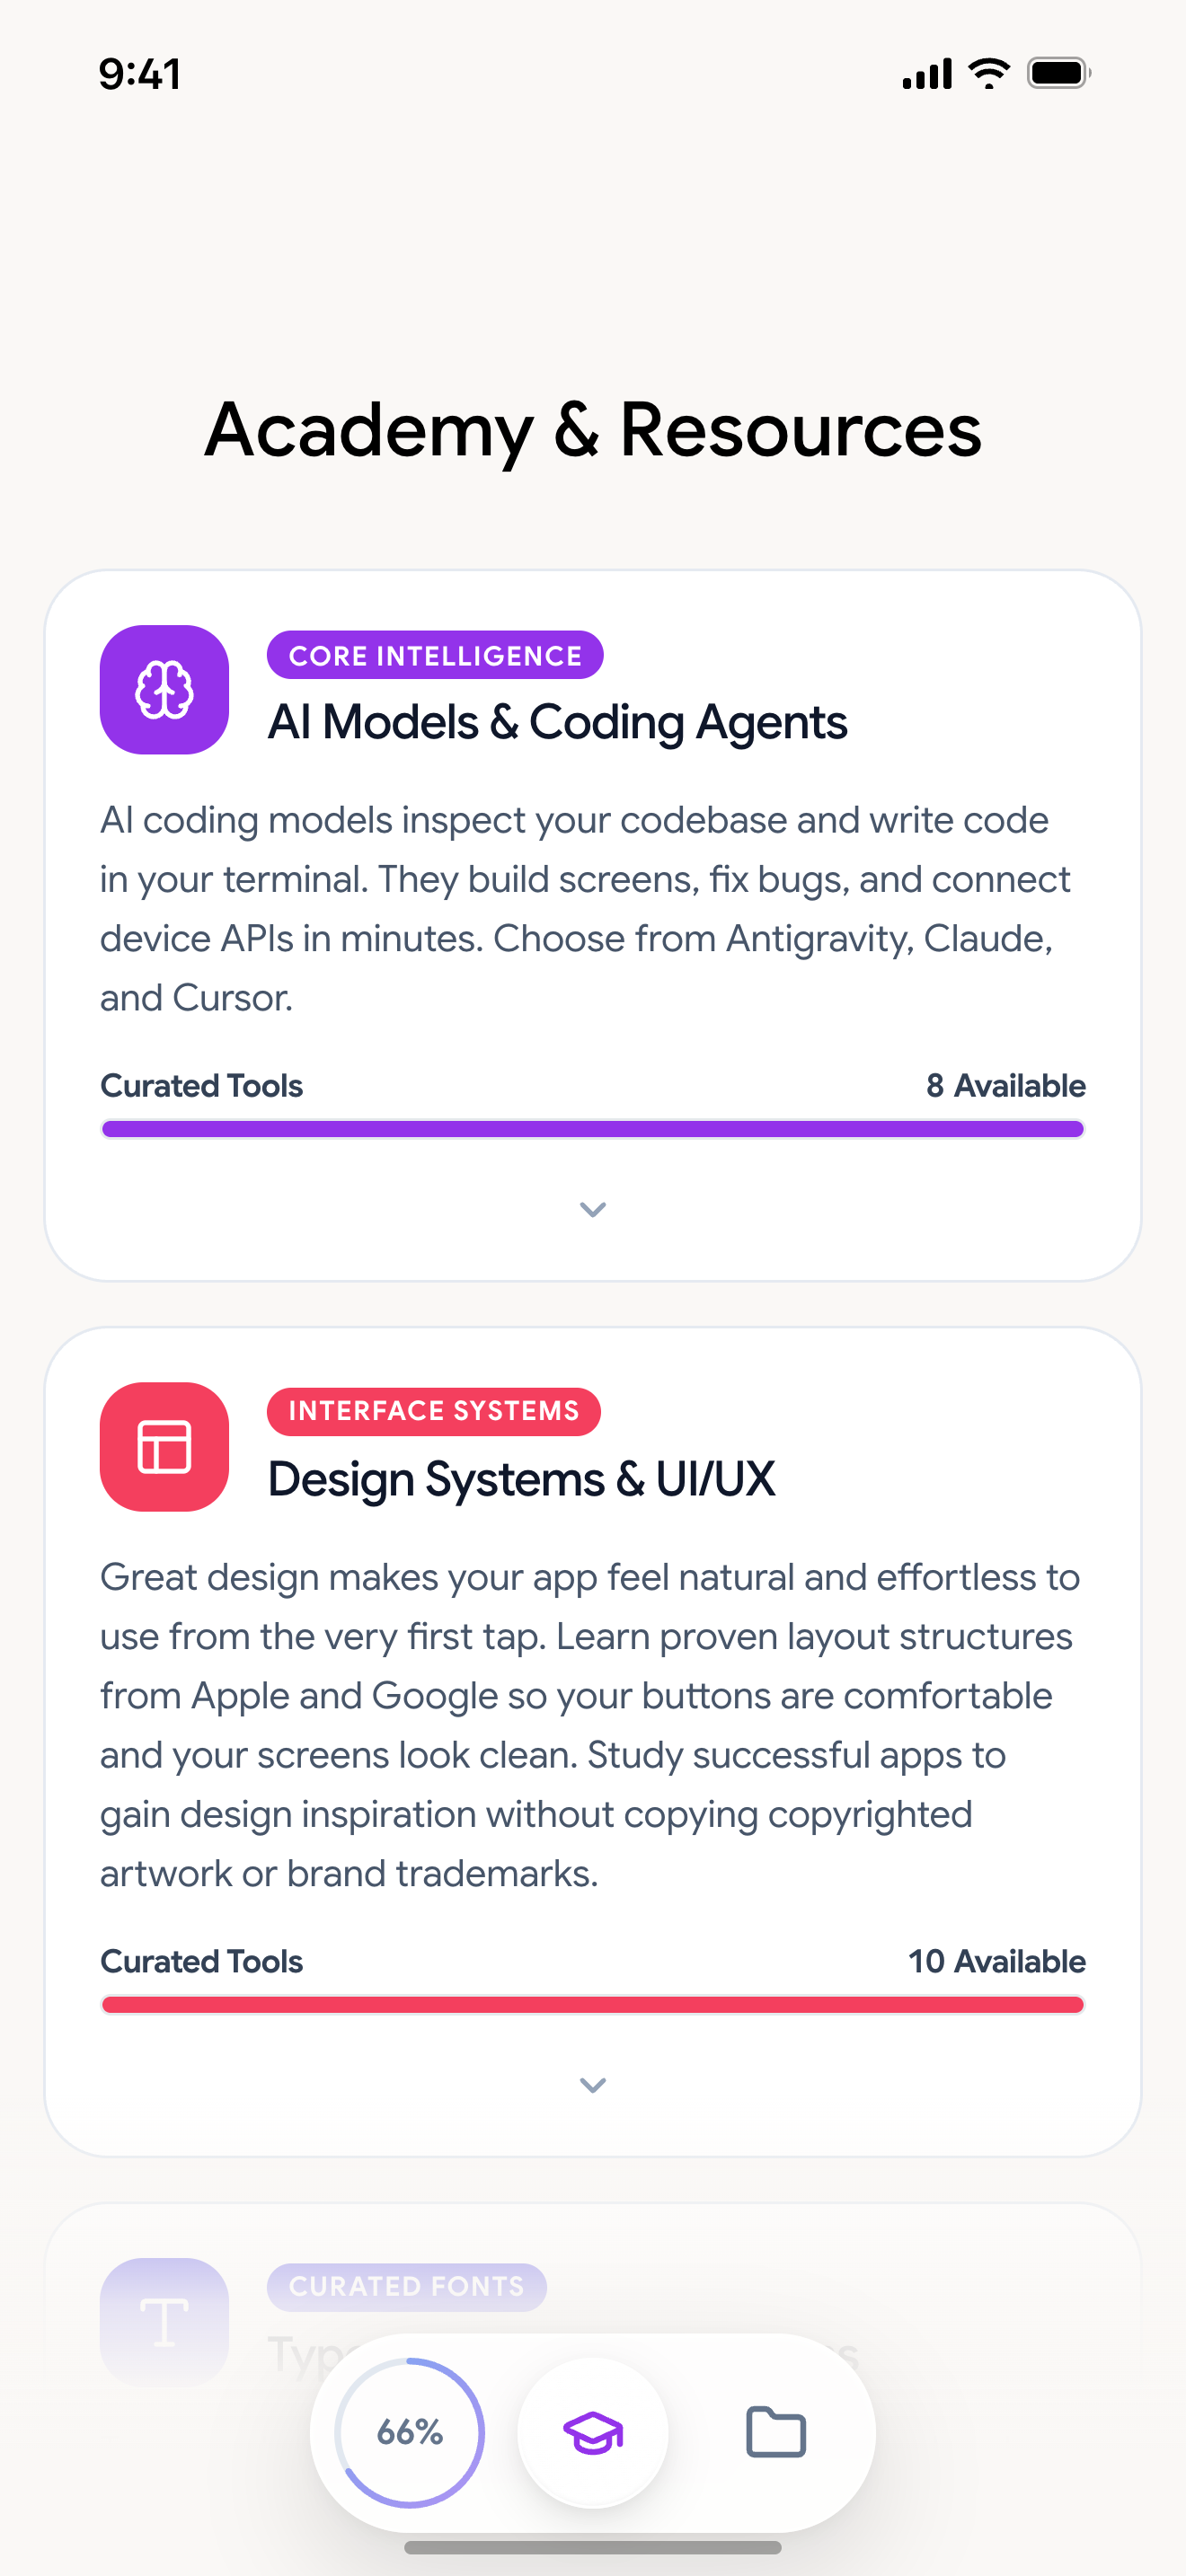 9:41
Academy & Resources
CORE INTELLIGENCE
AI Models & Coding Agents
AI coding models inspect your codebase and write code
in your terminal. They build screens, fix bugs, and connect
device APIs in minutes. Choose from Antigravity, Claude,
and Cursor.
Curated Tools 8 Available
INTERFACE SYSTEMS
Design Systems & UI/UX
Great design makes your app feel natural and effortless to
use from the very first tap. Learn proven layout structures
from Apple and Google so your buttons are comfortable
and your screens look clean. Study successful apps to
gain design inspiration without copying copyrighted
artwork or brand trademarks.
Curated Tools 10 Available
CURATED FONTS
66%